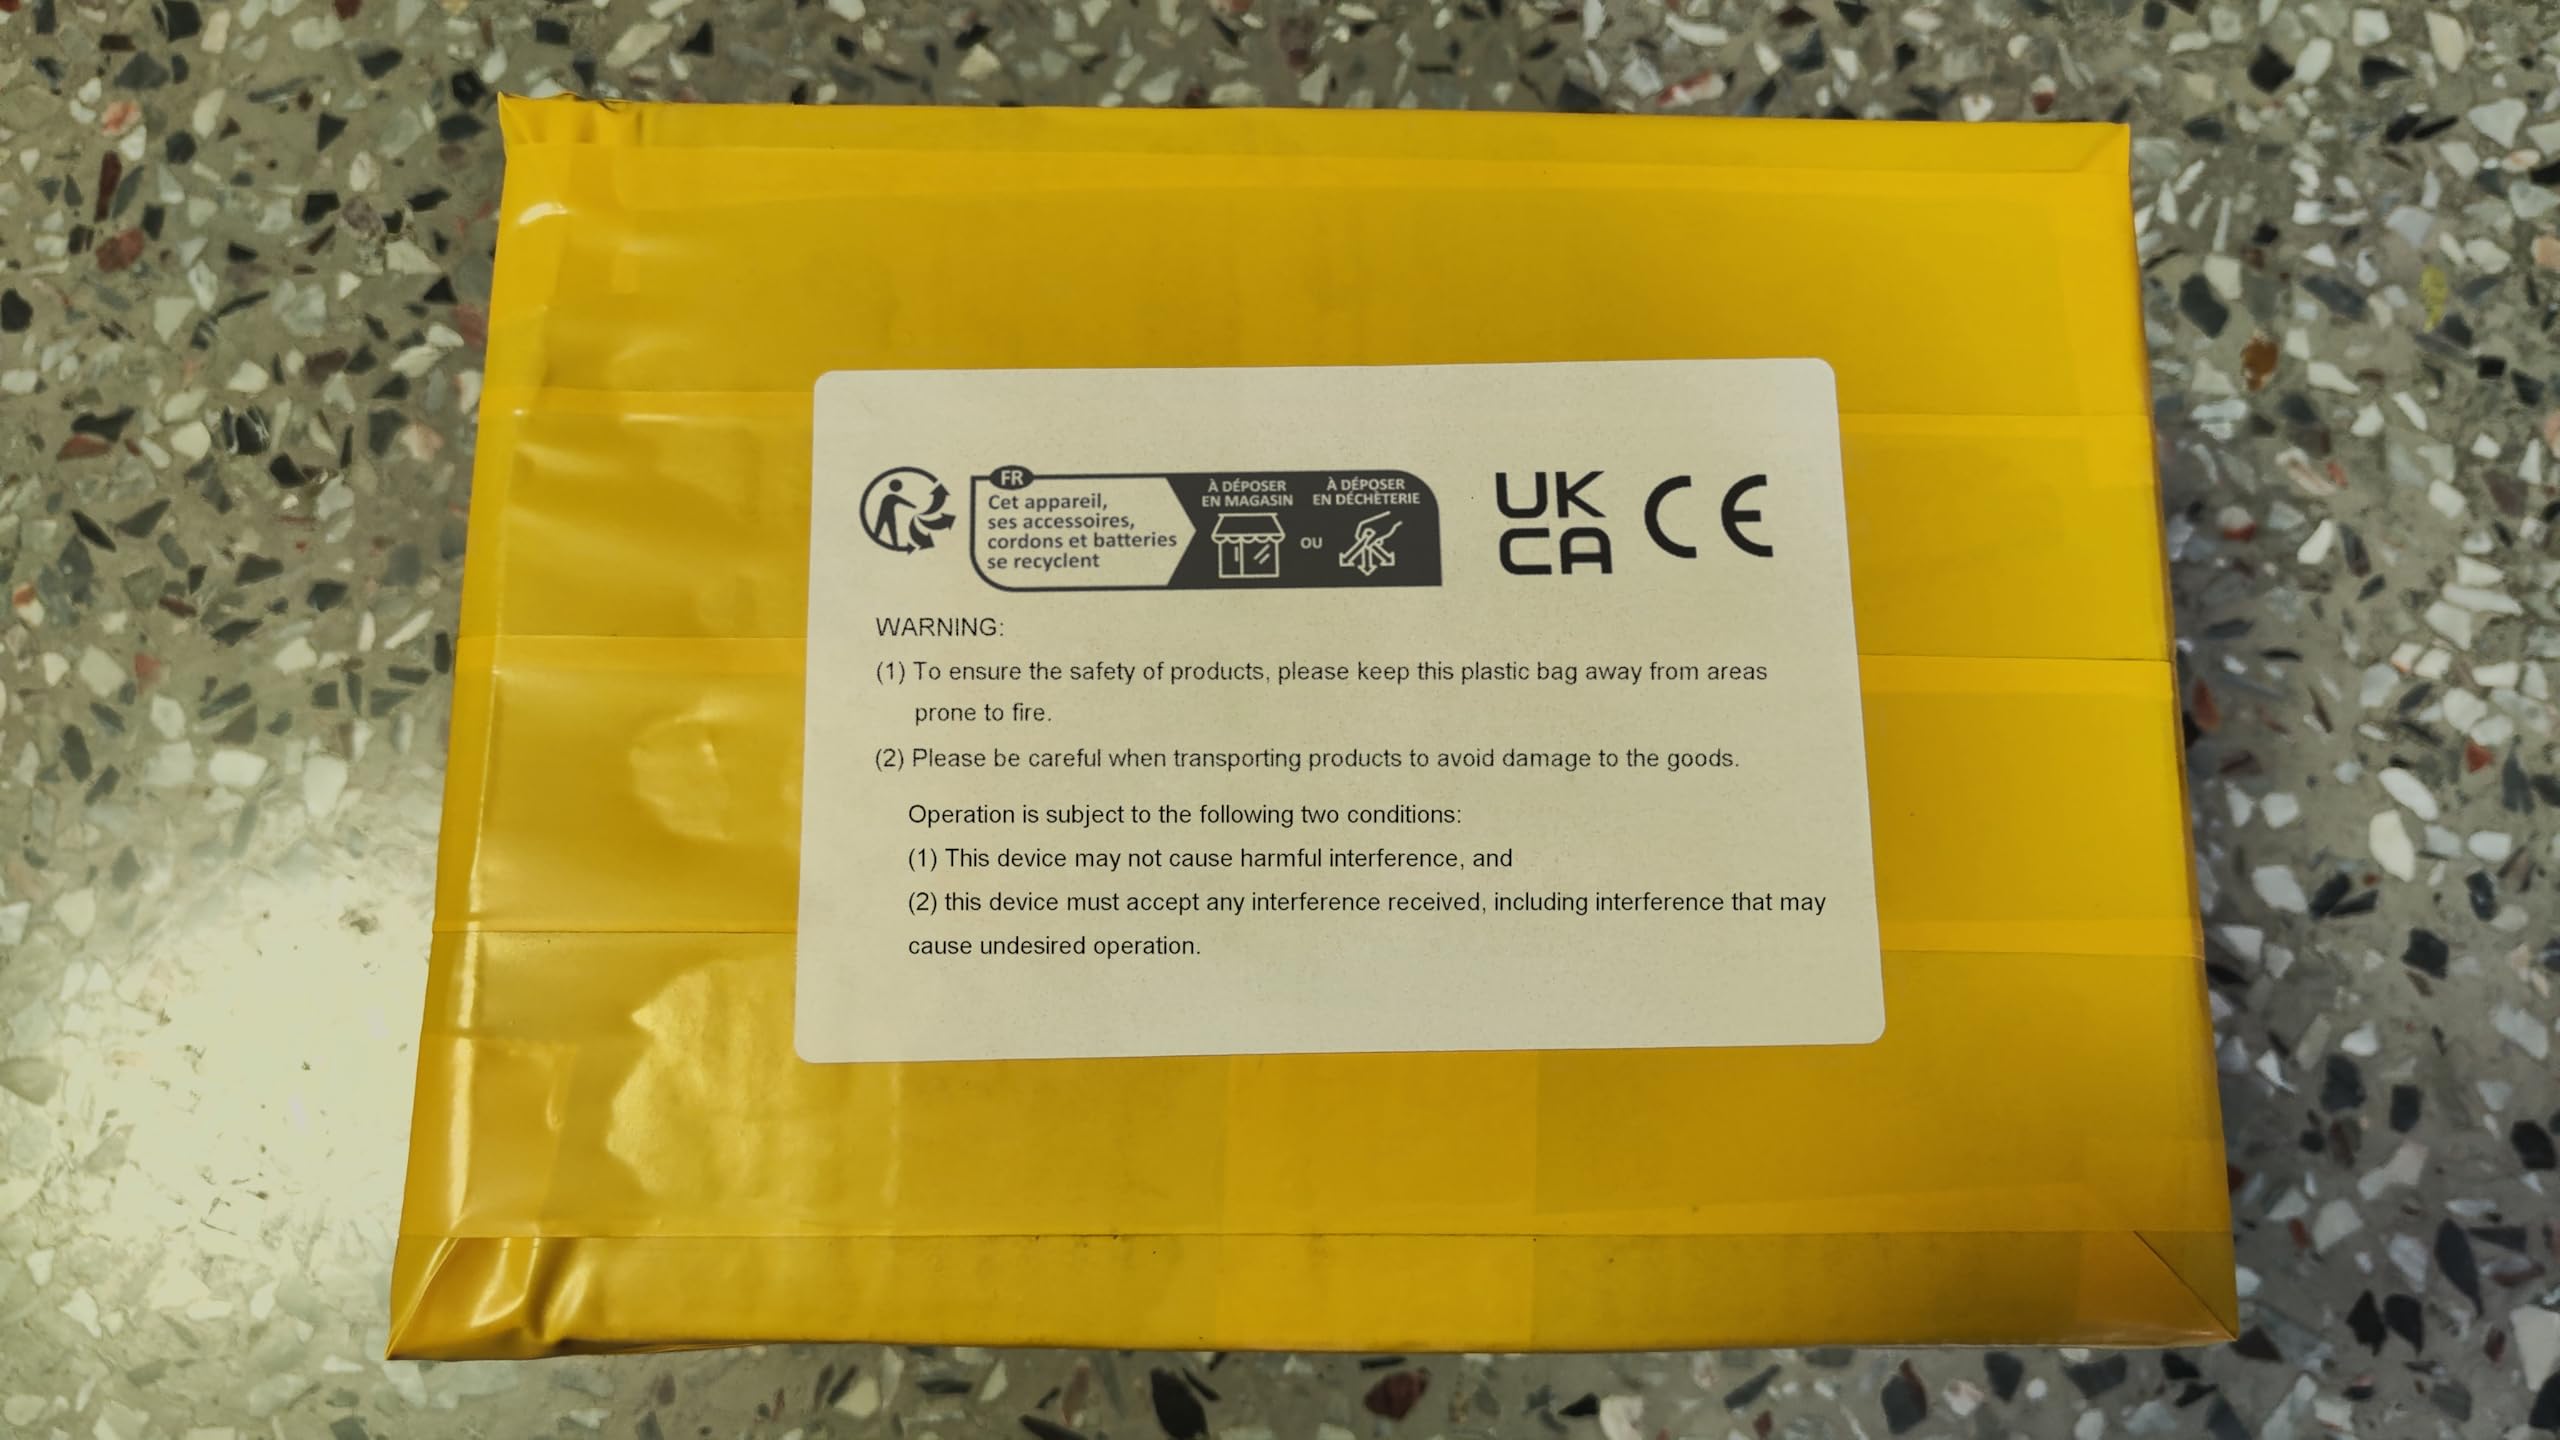 FR
Cet appareil,
ses accessoires,
cordons et batteries
se recyclent
À DÉPOSER
EN MAGASIN
OU
À DÉPOSER
EN DÉCHÈTERIE
UK
CA
CE
WARNING:
(1) To ensure the safety of products, please keep this plastic bag away from areas
prone to fire.
(2) Please be careful when transporting products to avoid damage to the goods.
Operation is subject to the following two conditions:
(1) This device may not cause harmful interference, and
(2) this device must accept any interference received, including interference that may
cause undesired operation.